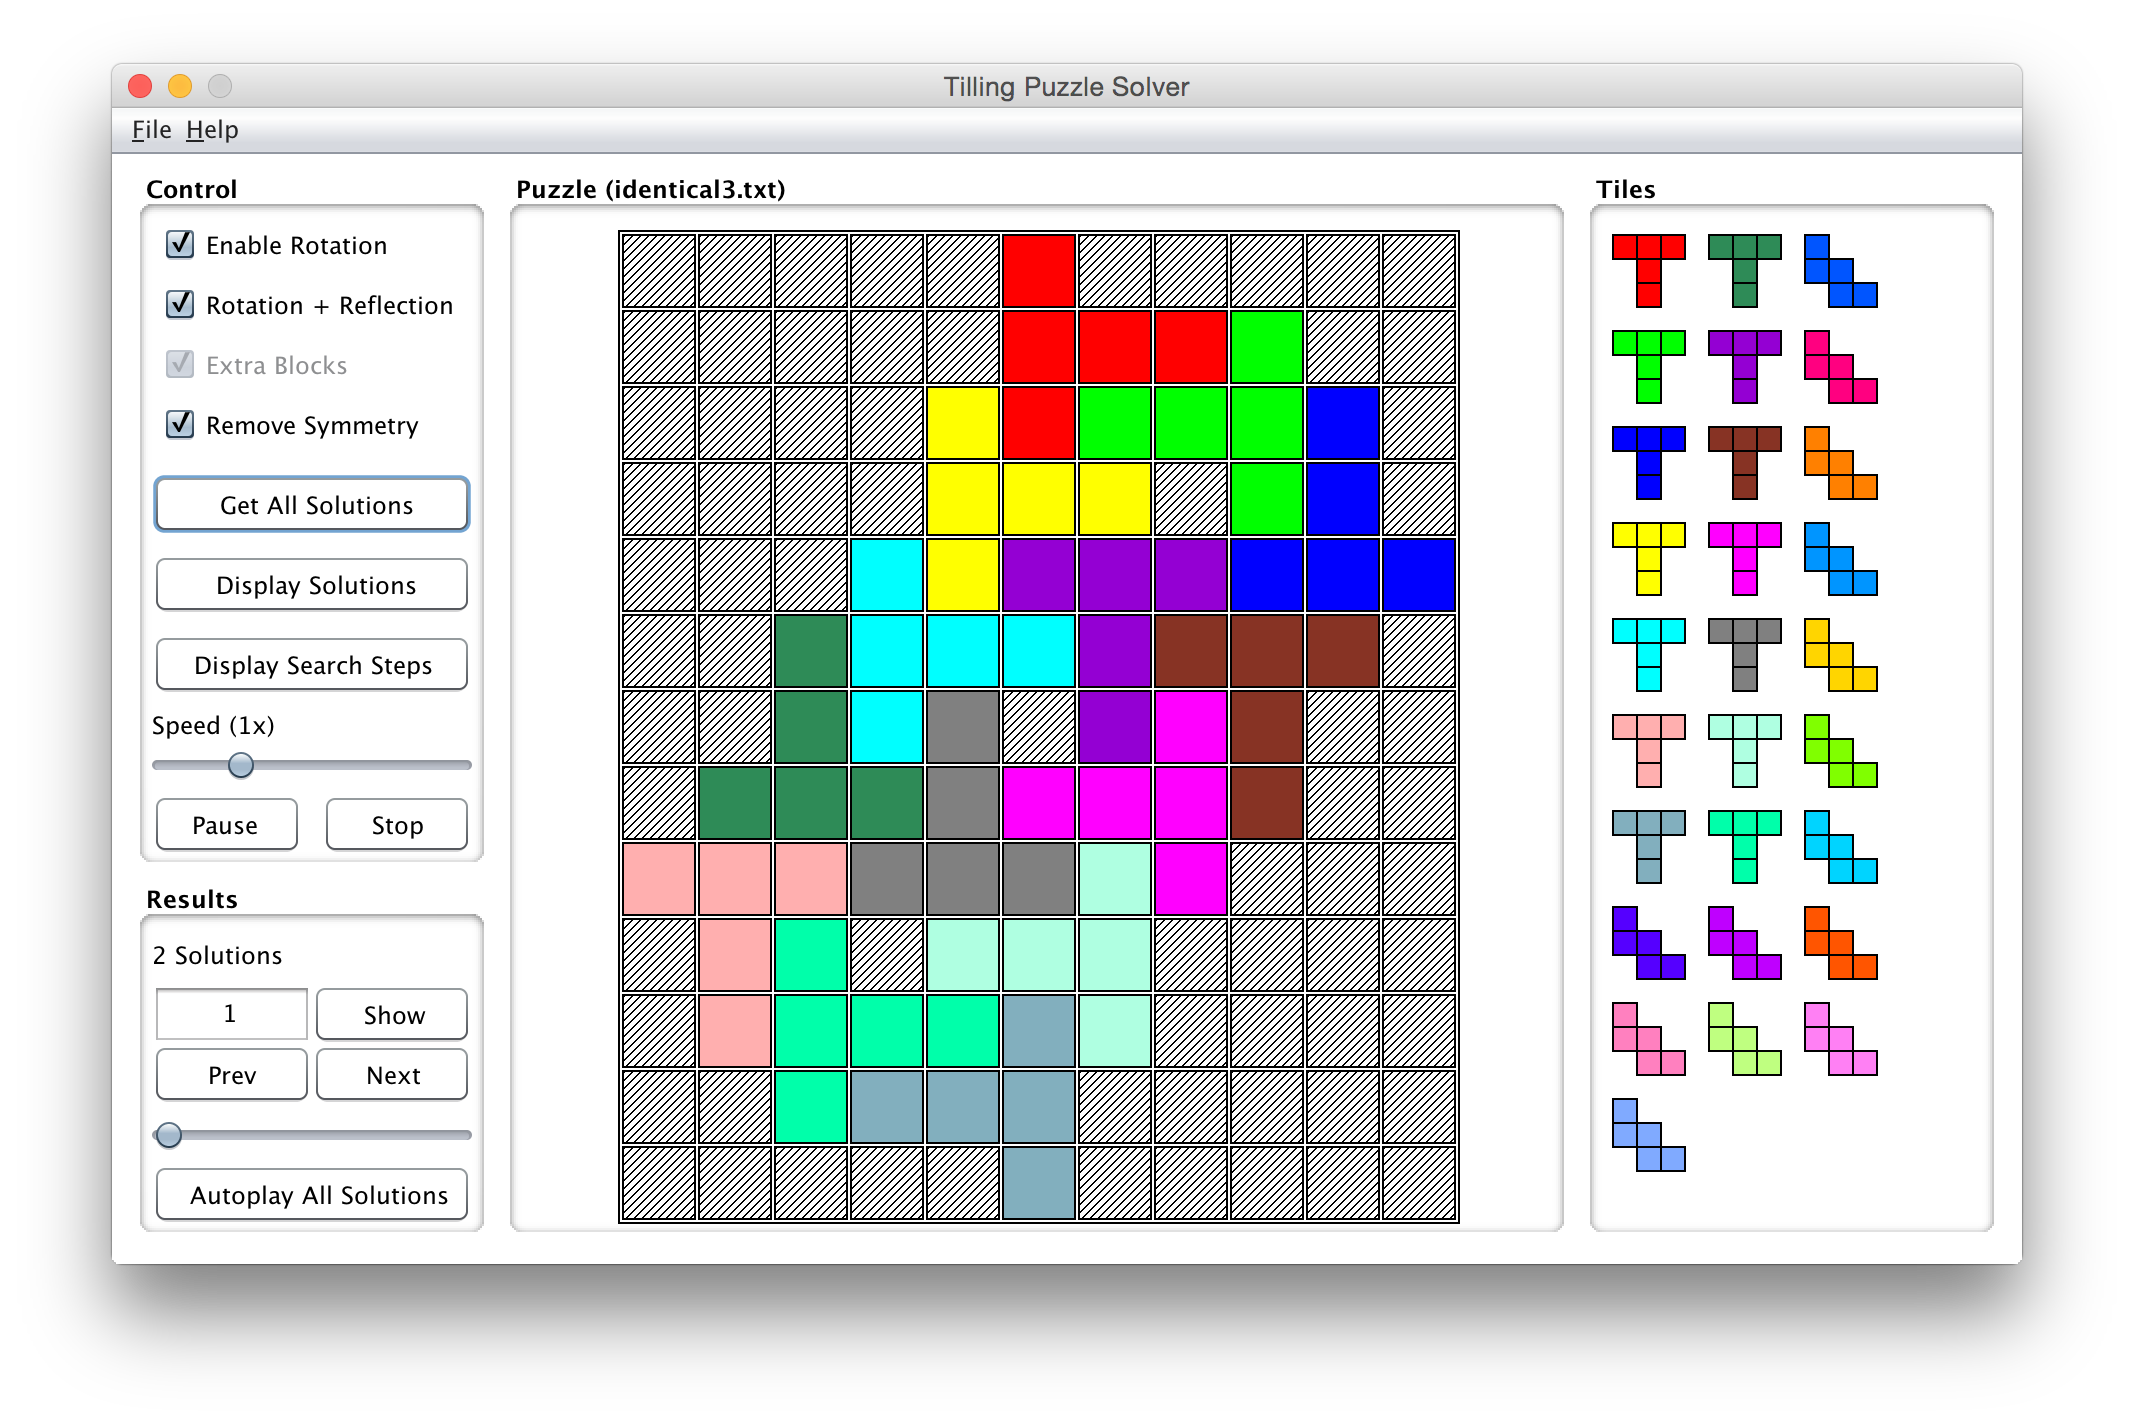 Tilling Puzzle Solver
File Help
Control
Enable Rotation
Rotation + Reflection
Extra Blocks
Remove Symmetry
Get All Solutions
Display Solutions
Display Search Steps
Speed (1x)
Pause Stop
Results
2 Solutions
1 Show
Prev Next
Autoplay All Solutions
Puzzle (identical3.txt)
Tiles